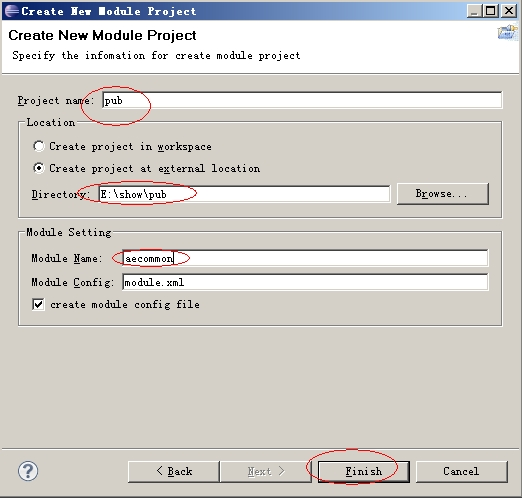 Create New Module Project
Create New Module Project
Specify the infomation for create module project
Project name: pub
Location
Create project in workspace
Create project at external location
Directory: E:\show\pub Browse...
Module Setting
Module Name: aecommon
Module Config: module.xml
create module config file
? < Back Next > Finish Cancel